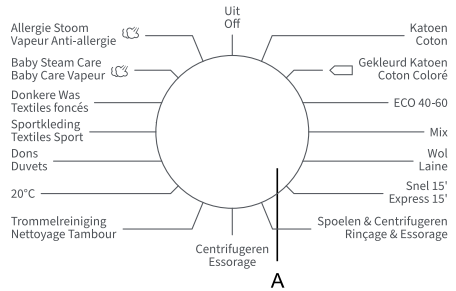 Uit
Off
Allergie Stoom
Vapeur Anti-allergie
Baby Steam Care
Baby Care Vapeur
Donkere Was
Textiles foncés
Sportkleding
Textiles Sport
Dons
Duvets
20°C
Trommelreiniging
Nettoyage Tambour
Centrifugeren
Essorage
Katoen
Coton
Gekleurd Katoen
Coton Coloré
ECO 40-60
Mix
Wol
Laine
Snel 15'
Express 15'
Spoelen & Centrifugeren
Rinçage & Essorage
A